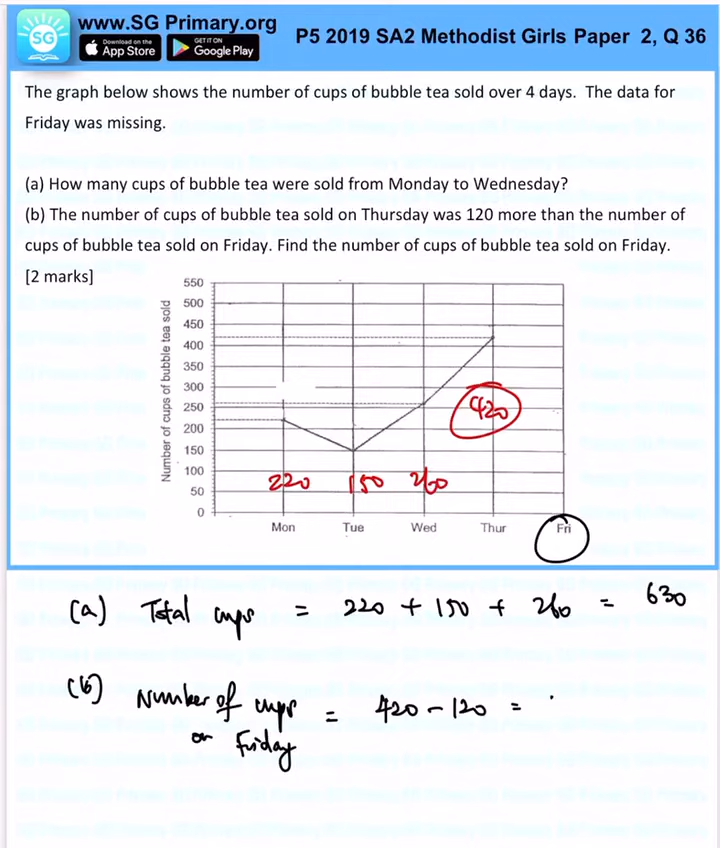 www.SG Primary.org
SG
Download on the
App Store
GET IT ON
Google Play
P5 2019 SA2 Methodist Girls Paper 2, Q 36
The graph below shows the number of cups of bubble tea sold over 4 days. The data for
Friday was missing.
(a) How many cups of bubble tea were sold from Monday to Wednesday?
(b) The number of cups of bubble tea sold on Thursday was 120 more than the number of
cups of bubble tea sold on Friday. Find the number of cups of bubble tea sold on Friday.
[2 marks]
Number of cups of bubble tea sold
550
500
450
400
350
300
250
200
150
100
50
0
420
220 150 260
Mon Tue Wed Thur Fri
(a) Total cups = 220 + 150 + 260 = 630
(b) Number of cups = 420 - 120 =
on Friday